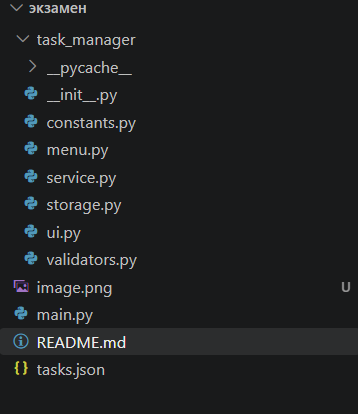 экзамен
task_manager
__pycache__
__init__.py
constants.py
menu.py
service.py
storage.py
ui.py
validators.py
image.png U
main.py
README.md
{} tasks.json